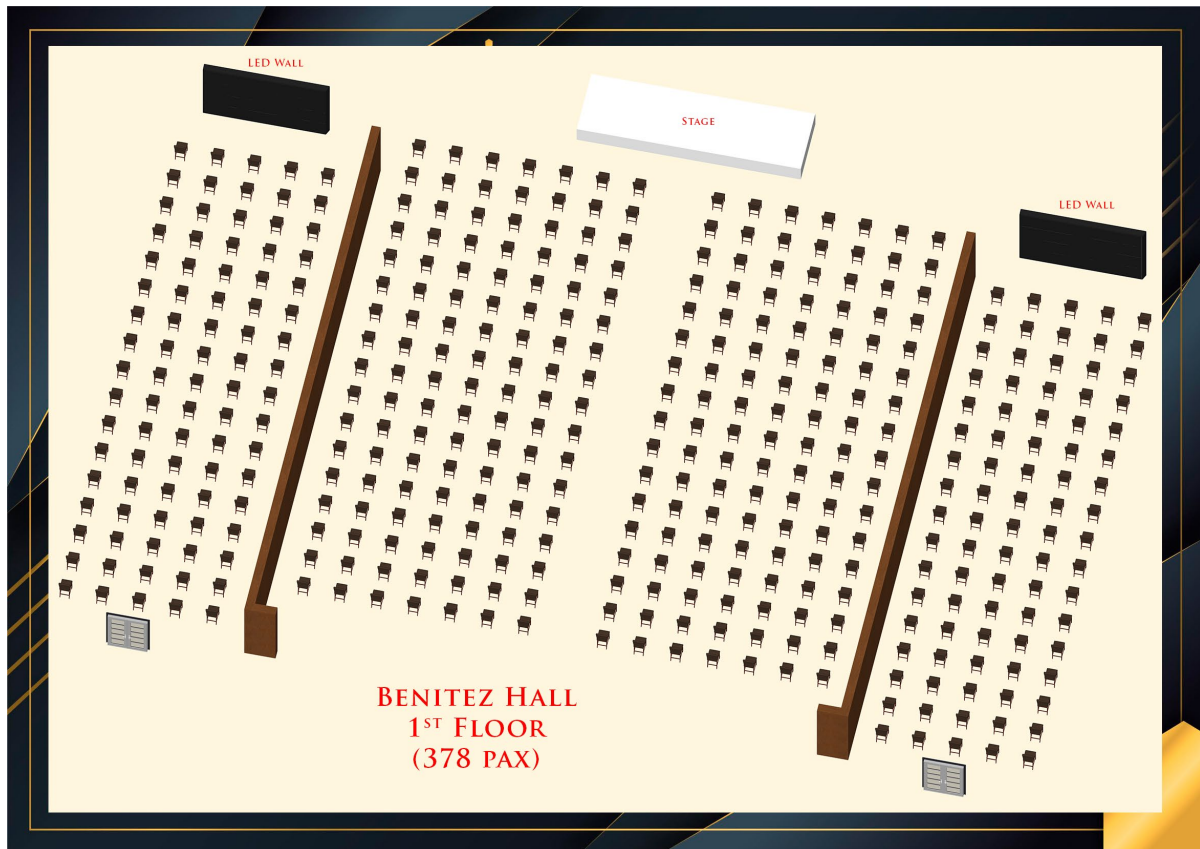 LED Wall
Stage
LED Wall
Benitez Hall
1st Floor
(378 pax)